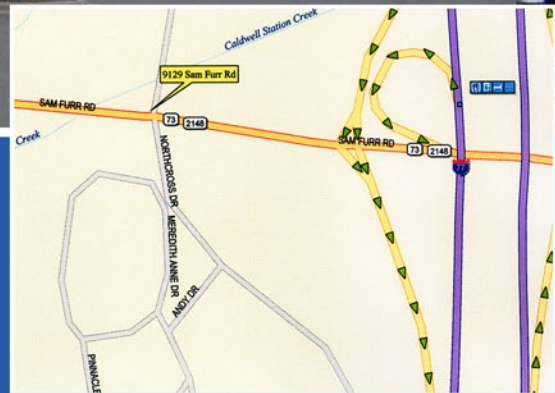 Caldwell Station Creek
9129 Sam Furr Rd
SAM FURR RD
73 2148
Creek
SAM FURR RD
73 2148
77
NORTHCROSS DR
MEREDITH ANNE DR
ANDY DR
PINNACLE